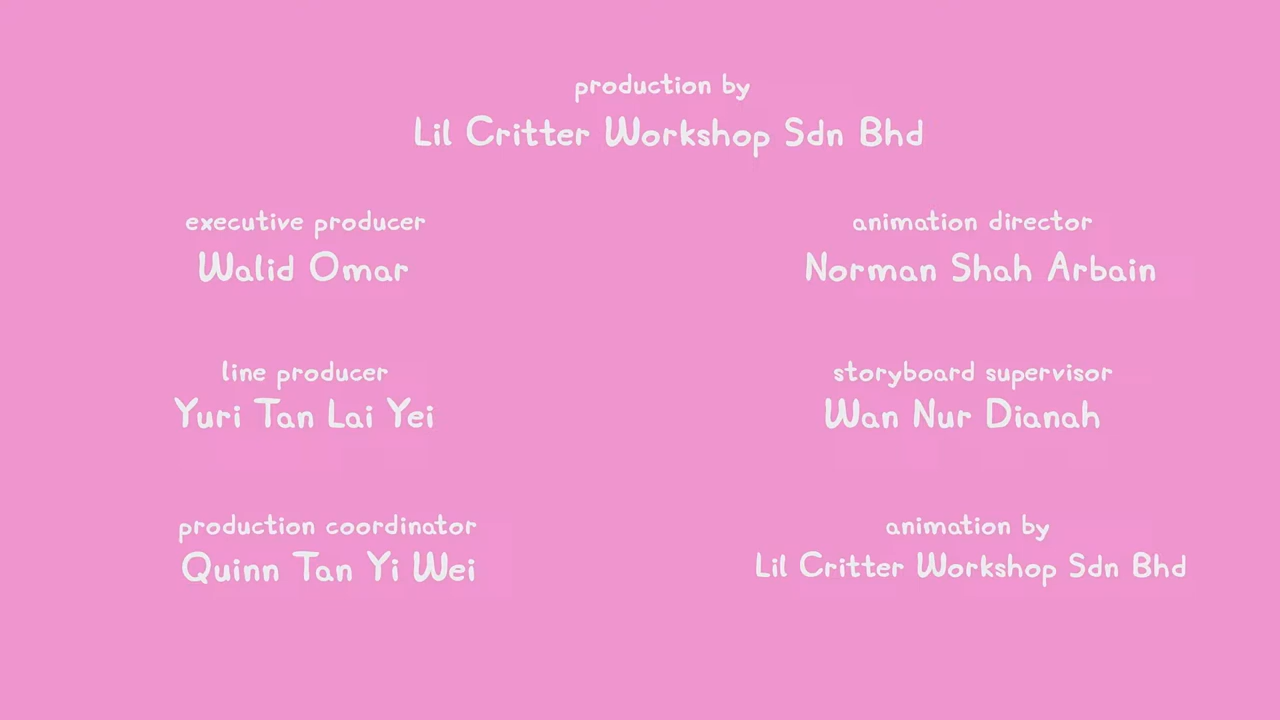 production by
Lil Critter Workshop Sdn Bhd
executive producer
Walid Omar
animation director
Norman Shah Arbain
line producer
Yuri Tan Lai Yei
storyboard supervisor
Wan Nur Dianah
production coordinator
Quinn Tan Yi Wei
animation by
Lil Critter Workshop Sdn Bhd